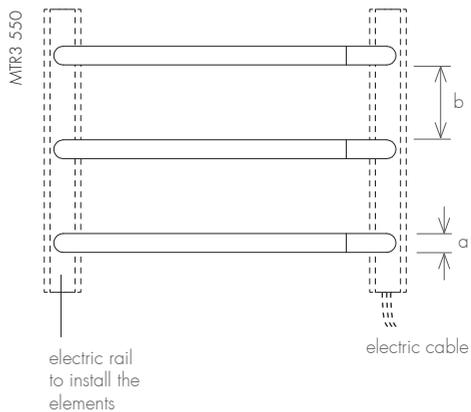 MTR3 550
b
a
electric cable
electric rail
to install the
elements